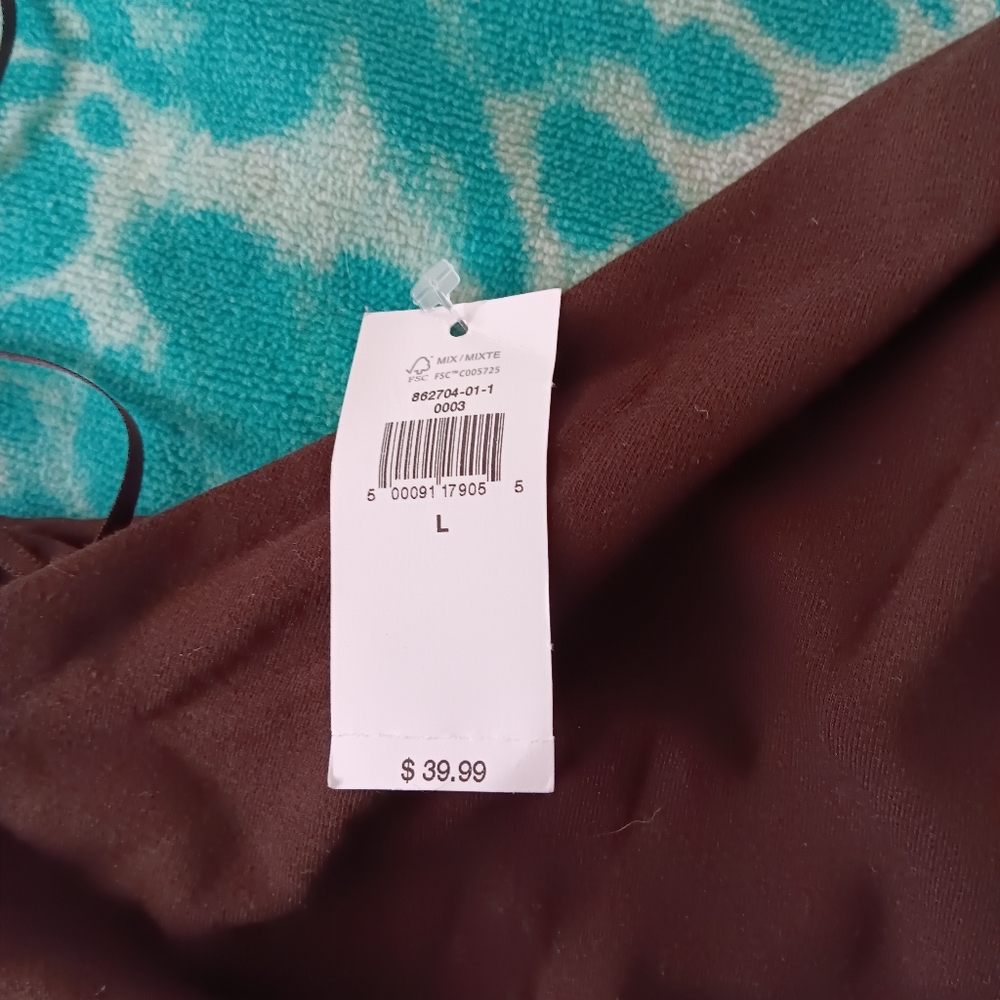 MIX / MIXTE
FSC FSC™ C005725
862704-01-1
0003
5 00091 17905 5
L
$ 39.99